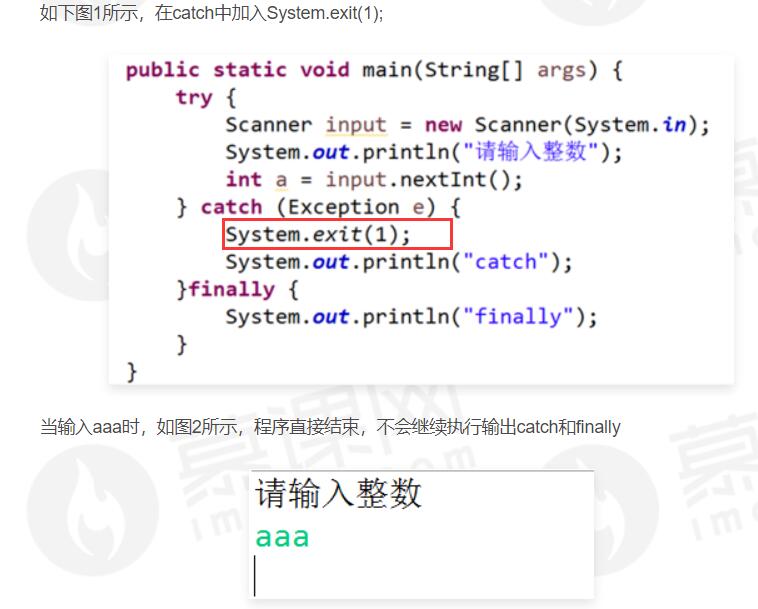 如下图1所示，在catch中加入System.exit(1);
public static void main(String[] args) {
try {
Scanner input = new Scanner(System.in);
System.out.println("请输入整数");
int a = input.nextInt();
} catch (Exception e) {
System.exit(1);
System.out.println("catch");
}finally {
System.out.println("finally");
}
}
当输入aaa时，如图2所示，程序直接结束，不会继续执行输出catch和finally
请输入整数
aaa